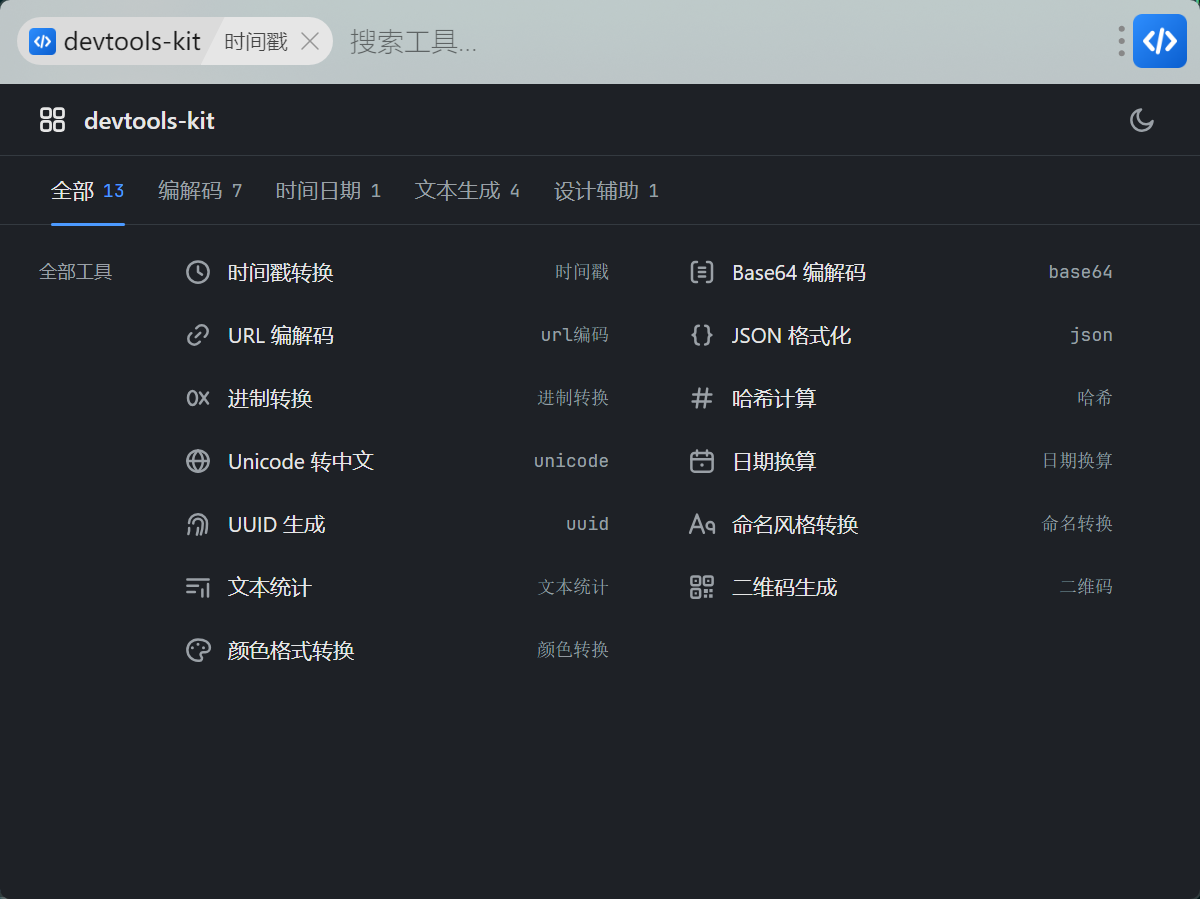 devtools-kit 时间戳 搜索工具...
devtools-kit
全部 13 编解码 7 时间日期 1 文本生成 4 设计辅助 1
全部工具
时间戳转换 时间戳 Base64 编解码 base64
URL 编解码 url编码 JSON 格式化 json
0X 进制转换 进制转换 哈希计算 哈希
Unicode 转中文 unicode 日期换算 日期换算
UUID 生成 uuid 命名风格转换 命名转换
文本统计 文本统计 二维码生成 二维码
颜色格式转换 颜色转换